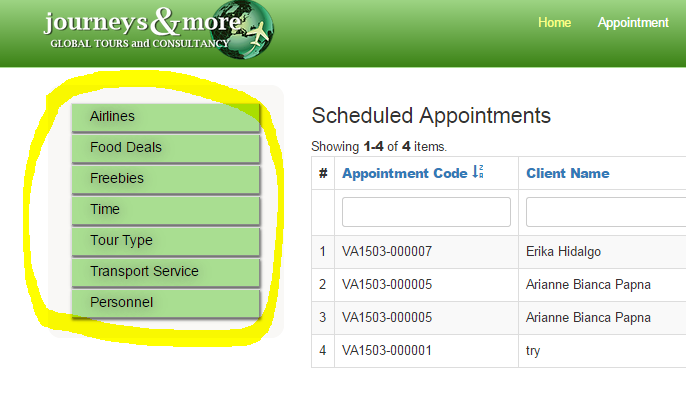 journeys&more
GLOBAL TOURS and CONSULTANCY
Home Appointment
Airlines
Food Deals
Freebies
Time
Tour Type
Transport Service
Personnel
Scheduled Appointments
Showing 1-4 of 4 items.
# Appointment Code Client Name
1 VA1503-000007 Erika Hidalgo
2 VA1503-000005 Arianne Bianca Papna
3 VA1503-000005 Arianne Bianca Papna
4 VA1503-000001 try